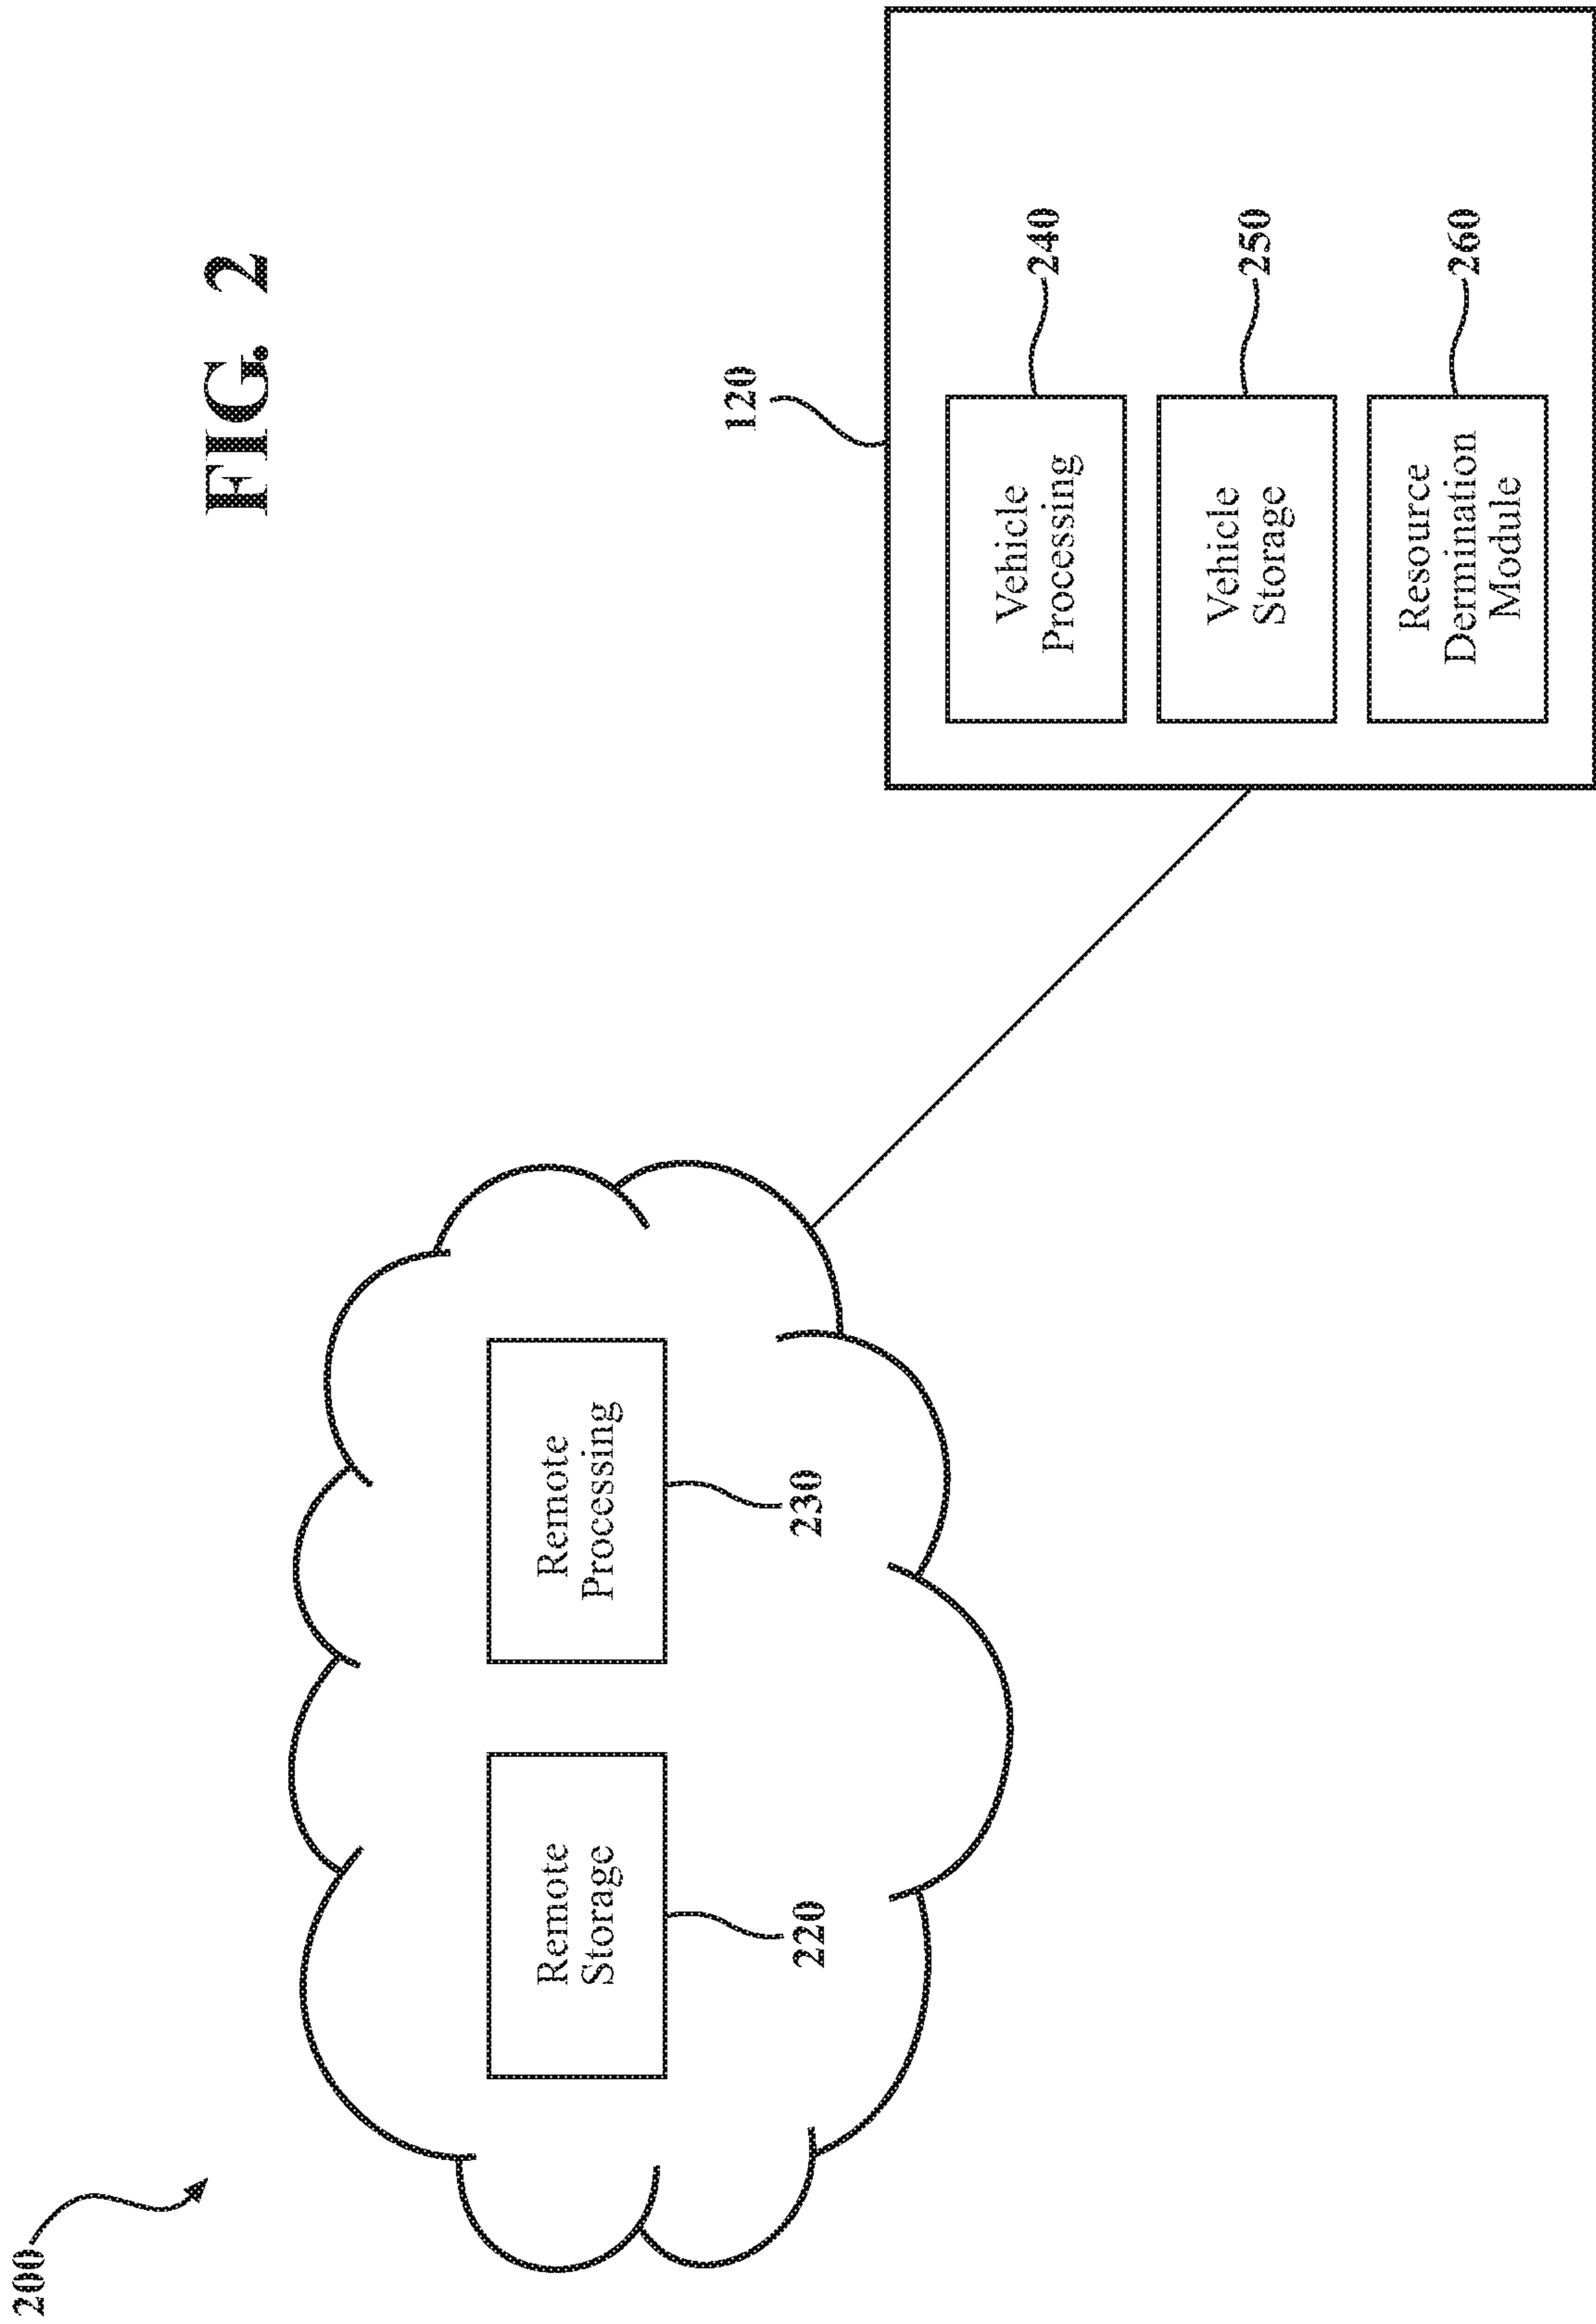 FIG. 2
200
Remote
Storage
220
Remote
Processing
230
120
Vehicle
Processing
240
Vehicle
Storage
250
Resource
Dermination
Module
260